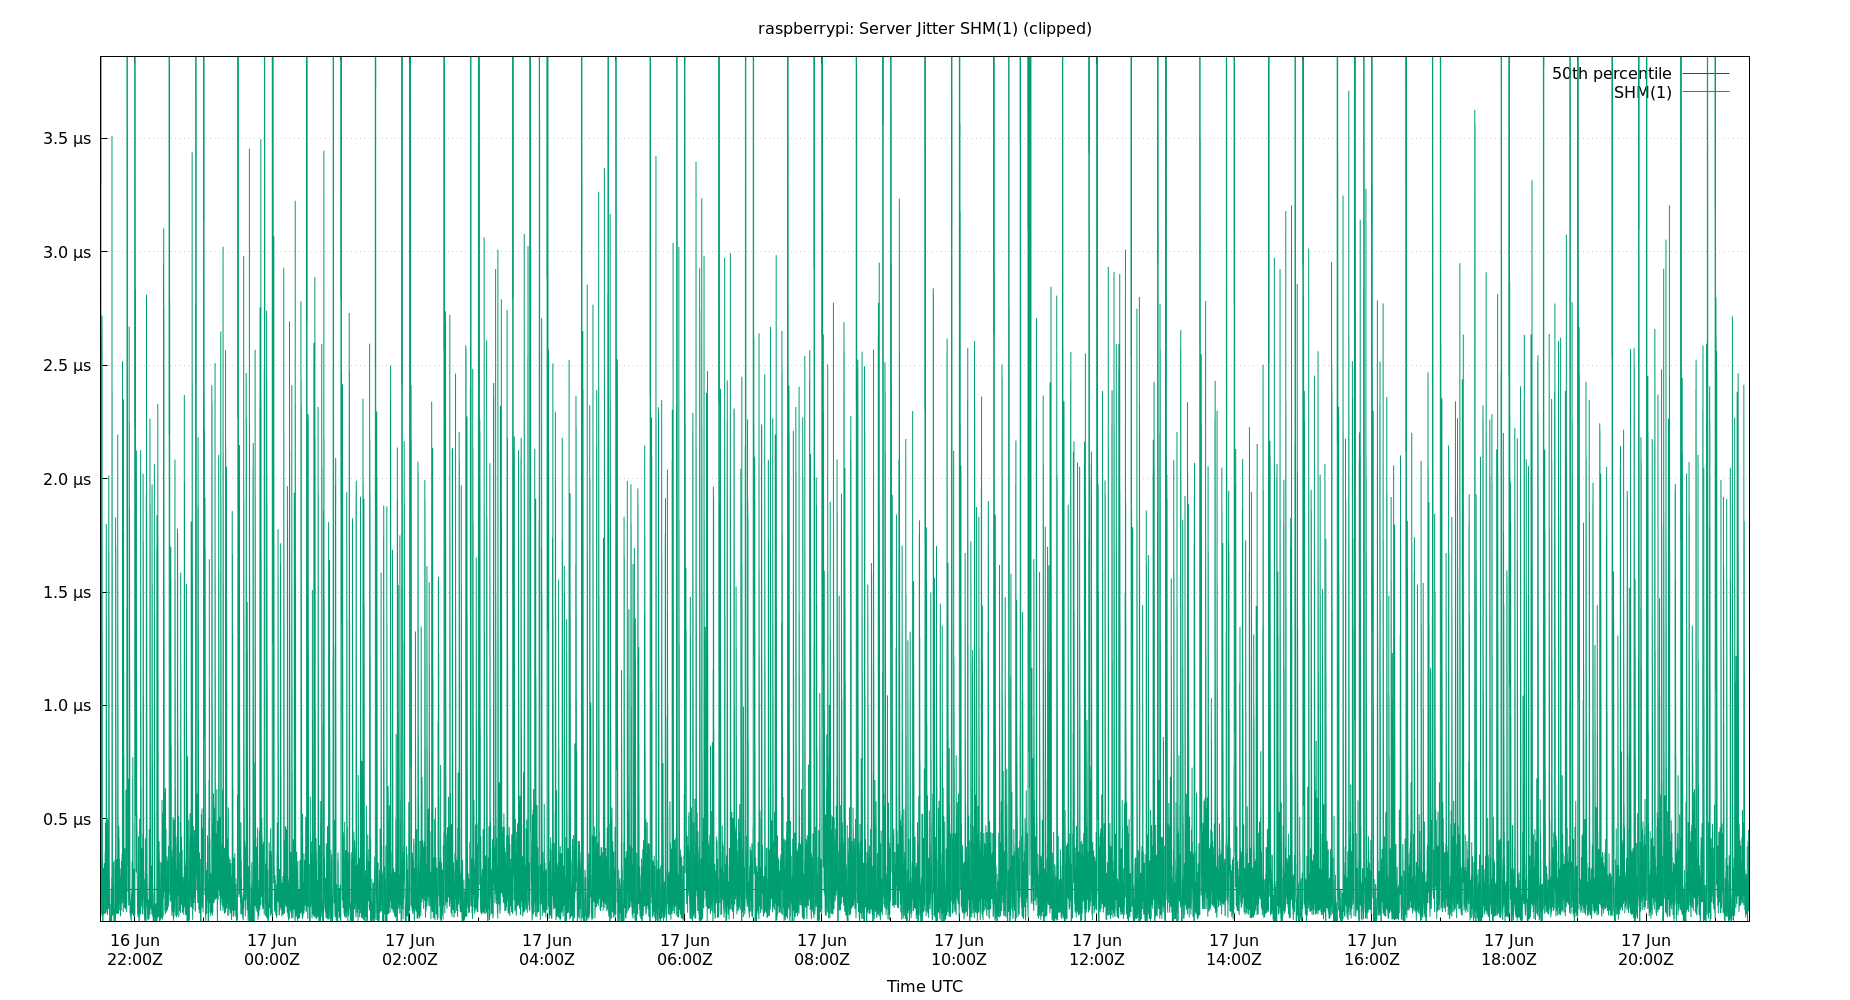 raspberrypi: Server Jitter SHM(1) (clipped)
50th percentile
SHM(1)
3.5 µs
3.0 µs
2.5 µs
2.0 µs
1.5 µs
1.0 µs
0.5 µs
16 Jun 17 Jun 17 Jun 17 Jun 17 Jun 17 Jun 17 Jun 17 Jun 17 Jun 17 Jun 17 Jun 17 Jun
22:00Z 00:00Z 02:00Z 04:00Z 06:00Z 08:00Z 10:00Z 12:00Z 14:00Z 16:00Z 18:00Z 20:00Z
Time UTC